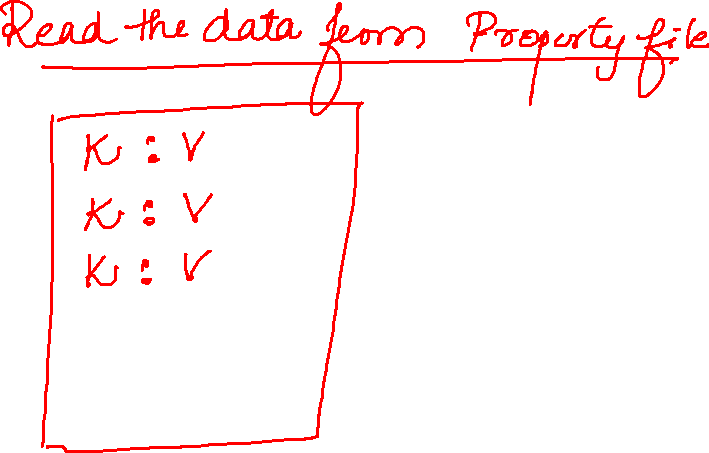 Read the data from Property file
K : V
K : V
K : V